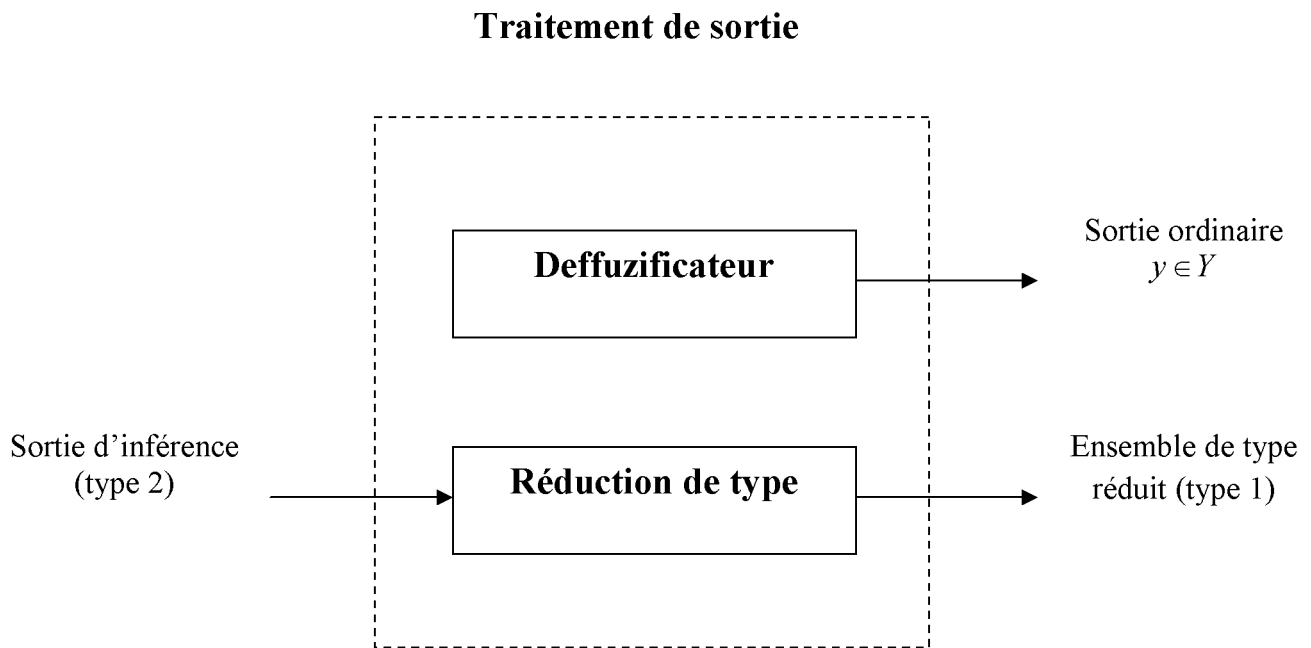 Traitement de sortie
Deffuzificateur
Sortie ordinaire
y ∈ Y
Sortie d’inférence
(type 2)
Réduction de type
Ensemble de type
réduit (type 1)